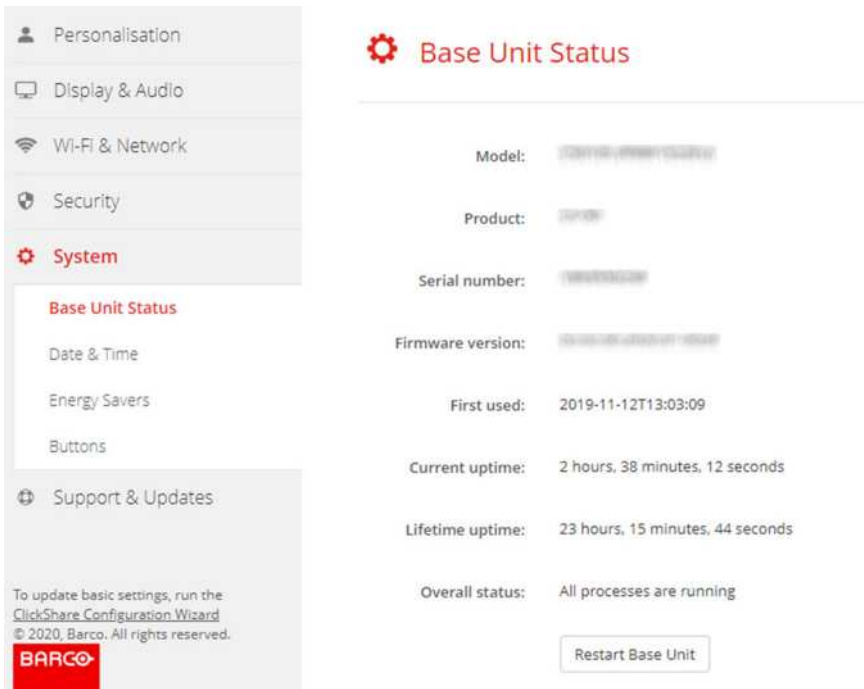 Personalisation
Display & Audio
Wi-Fi & Network
Security
System
Base Unit Status
Date & Time
Energy Savers
Buttons
Support & Updates
To update basic settings, run the
ClickShare Configuration Wizard
© 2020, Barco. All rights reserved.
BARCO
Base Unit Status
Model:
Product:
Serial number:
Firmware version:
First used: 2019-11-12T13:03:09
Current uptime: 2 hours, 38 minutes, 12 seconds
Lifetime uptime: 23 hours, 15 minutes, 44 seconds
Overall status: All processes are running
Restart Base Unit